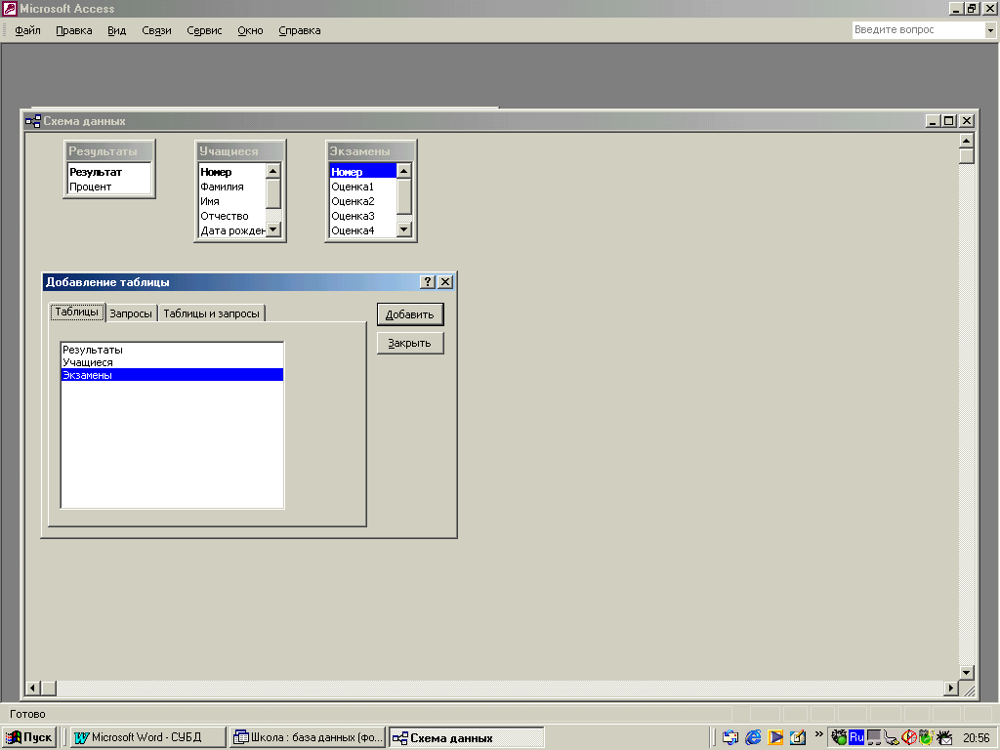 Microsoft Access
Файл Правка Вид Связи Сервис Окно Справка
Введите вопрос
Схема данных
Результаты
Результат
Процент
Учащиеся
Номер
Фамилия
Имя
Отчество
Дата рожден
Экзамены
Номер
Оценка1
Оценка2
Оценка3
Оценка4
Добавление таблицы
Таблицы Запросы Таблицы и запросы
Результаты
Учащиеся
Экзамены
Добавить
Закрыть
Готово
Пуск Microsoft Word - СУБД Школа : база данных (фо... Схема данных » Ru 20:56